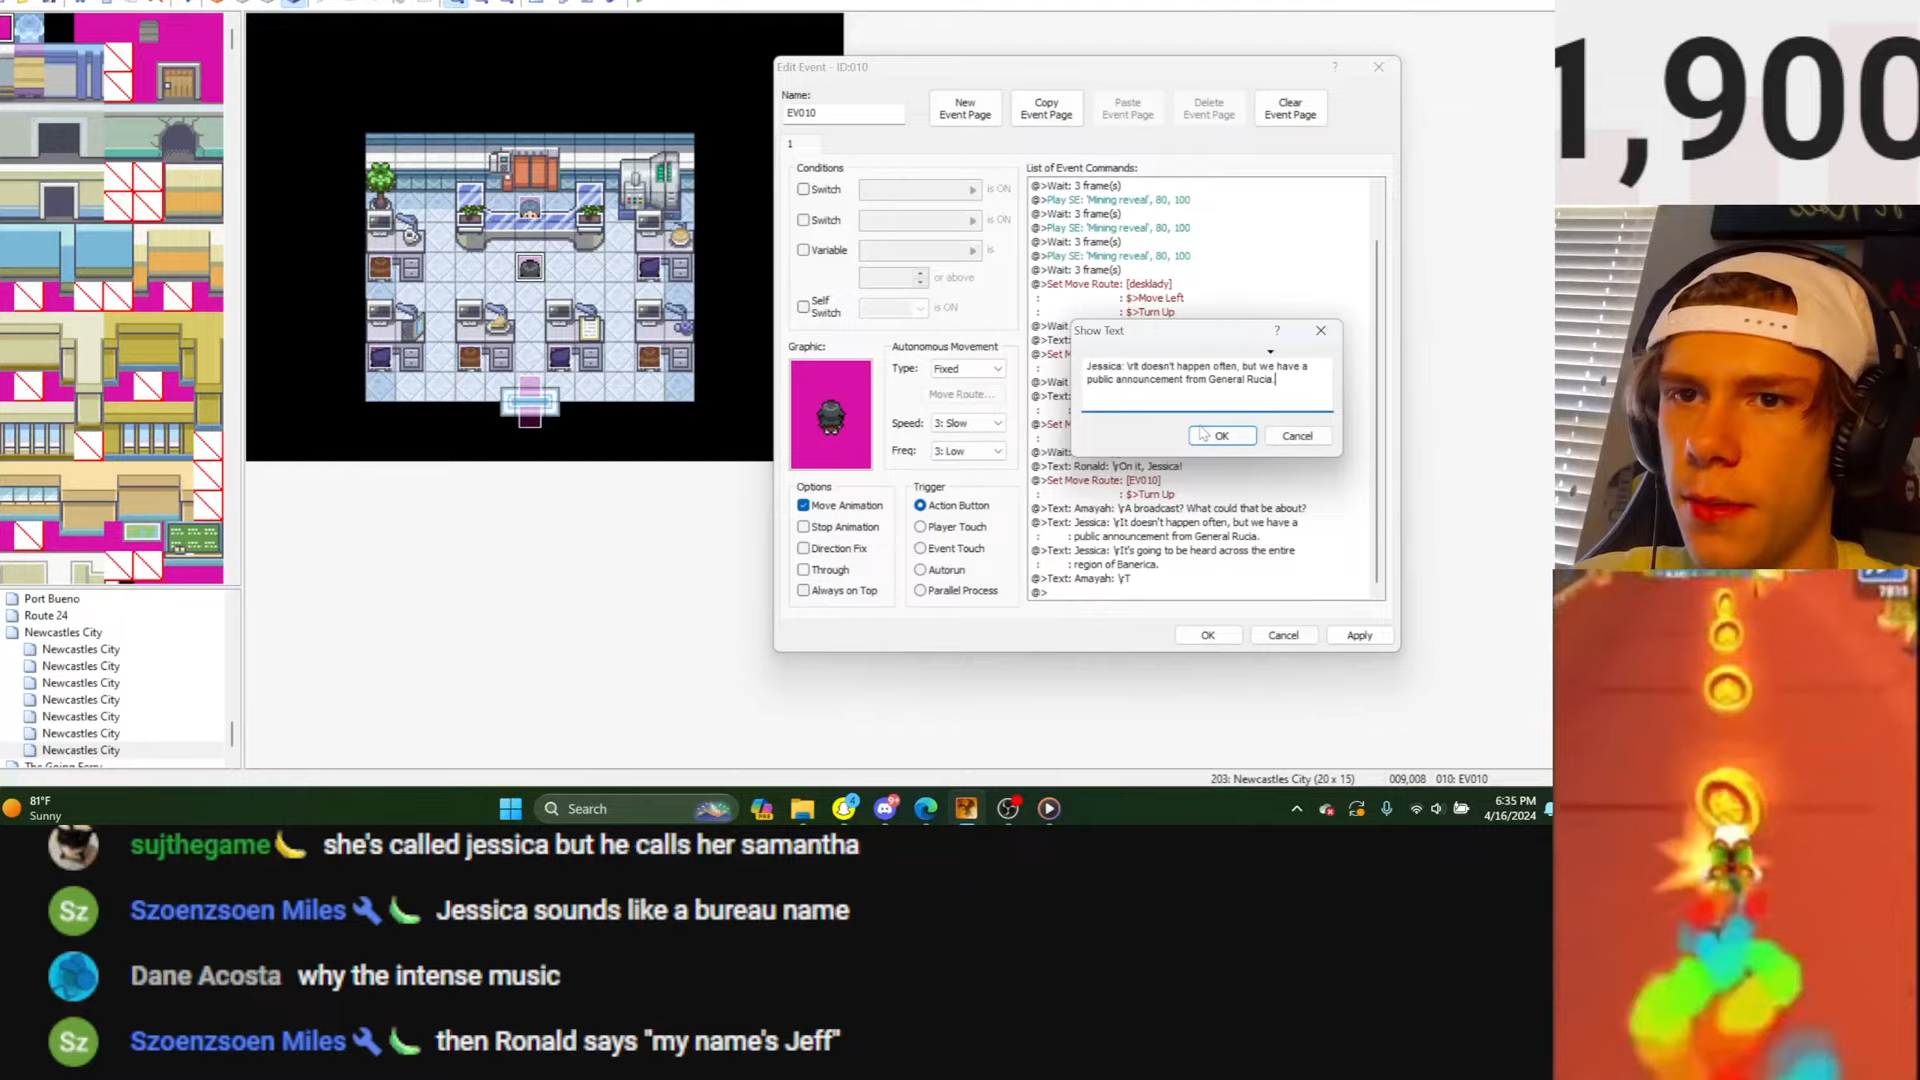 Edit Event - ID:010
?
Name:
EV010
New
Event Page
Copy
Event Page
Paste
Event Page
Delete
Event Page
Clear
Event Page
1
Conditions
Switch
is ON
Switch
is ON
Variable
is
or above
Self
Switch
is ON
Graphic:
Autonomous Movement
Type: Fixed
Move Route...
Speed: 3: Slow
Freq: 3: Low
Options
Move Animation
Stop Animation
Direction Fix
Through
Always on Top
Trigger
Action Button
Player Touch
Event Touch
Autorun
Parallel Process
List of Event Commands:
@>Wait: 3 frame(s)
@>Play SE: 'Mining reveal', 80, 100
@>Wait: 3 frame(s)
@>Play SE: 'Mining reveal', 80, 100
@>Wait: 3 frame(s)
@>Play SE: 'Mining reveal', 80, 100
@>Wait: 3 frame(s)
@>Set Move Route: [desklady]
: : $>Move Left
: : $>Turn Up
@>Wait
@>Text:
@>Set M
@>Wait
@>Text:
:
@>Set M
:
@>Wait:
@>Text: Ronald: \rOn it, Jessica!
@>Set Move Route: [EV010]
: : $>Turn Up
@>Text: Amayah: \rA broadcast? What could that be about?
@>Text: Jessica: \rIt doesn't happen often, but we have a
: : public announcement from General Rucia.
@>Text: Jessica: \rIt's going to be heard across the entire
: : region of Banerica.
@>Text: Amayah: \rT
@>
OK
Cancel
Apply
Show Text
?
Jessica: \rIt doesn't happen often, but we have a
public announcement from General Rucia.
OK
Cancel
Port Bueno
Route 24
Newcastles City
Newcastles City
Newcastles City
Newcastles City
Newcastles City
Newcastles City
Newcastles City
Newcastles City
The Going Ferry
203: Newcastles City (20 x 15)
009,008
010: EV010
81°F
Sunny
Search
6:35 PM
4/16/2024
1,900
sujthegame she's called jessica but he calls her samantha
Sz
Szoenzsoen Miles Jessica sounds like a bureau name
Dane Acosta why the intense music
Sz
Szoenzsoen Miles then Ronald says "my name's Jeff"